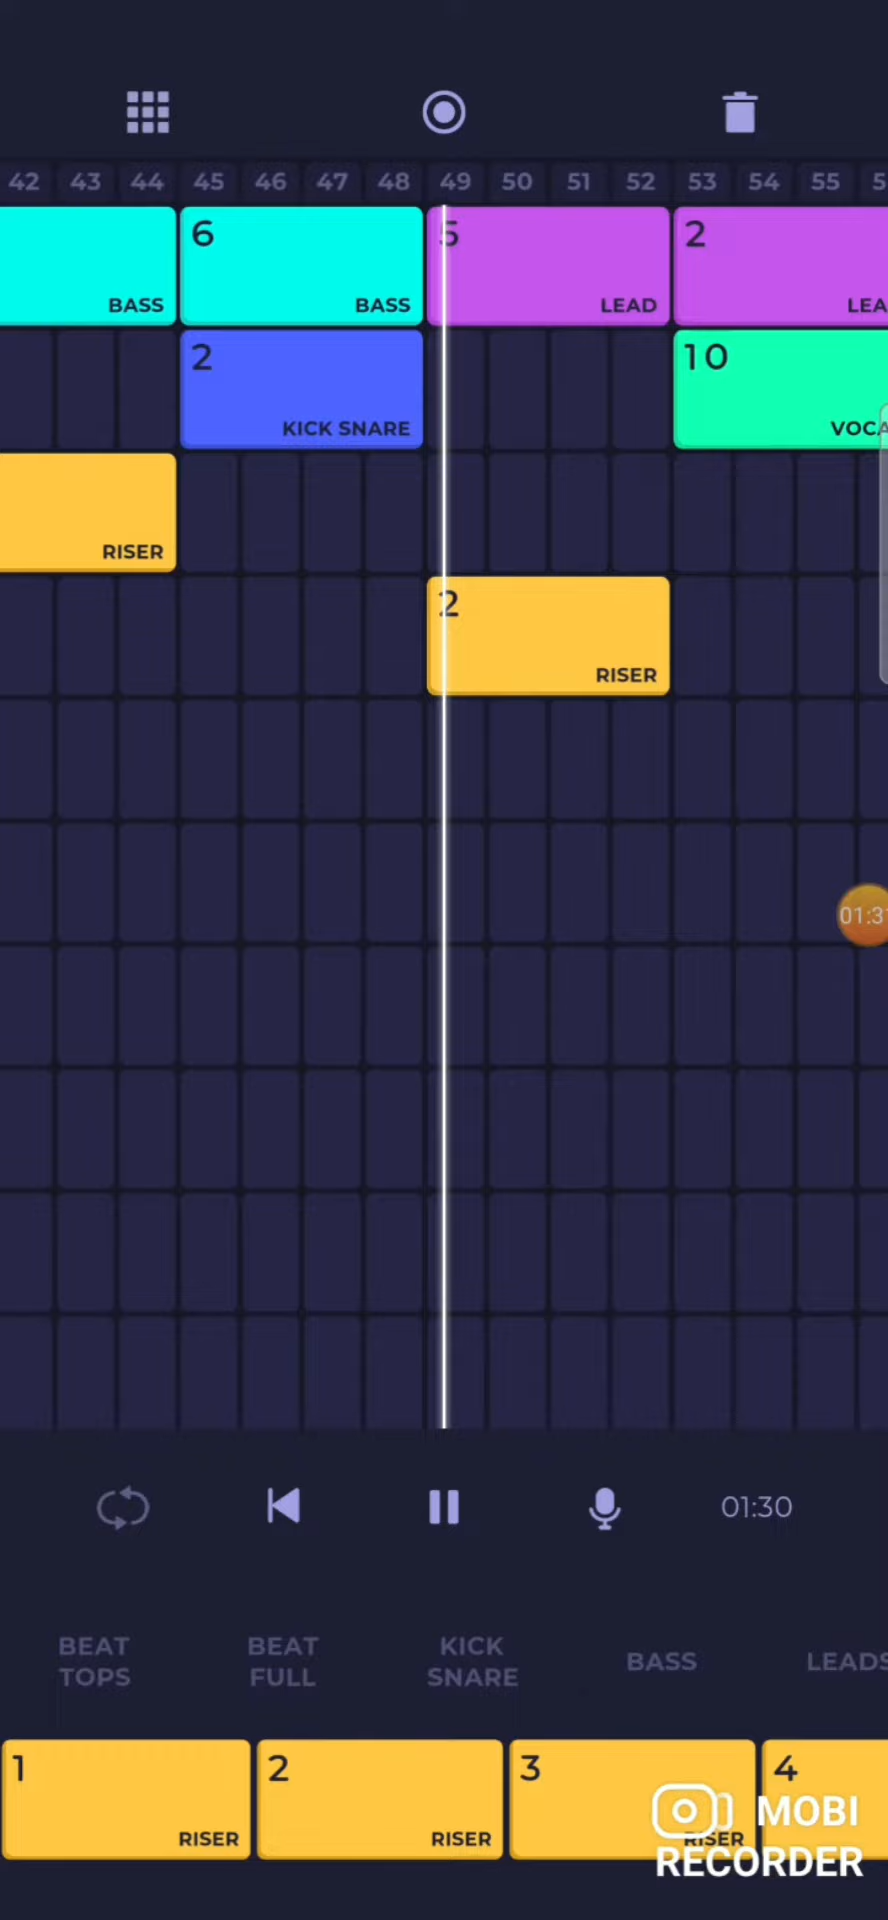 42 43 44 45 46 47 48 49 50 51 52 53 54 55
6 5 2
BASS BASS LEAD
2 10
KICK SNARE
RISER
2
RISER
01:30
BEAT BEAT KICK
TOPS FULL SNARE BASS LEADS
1 2 3 4
RISER RISER RISER
MOBI
RECORDER